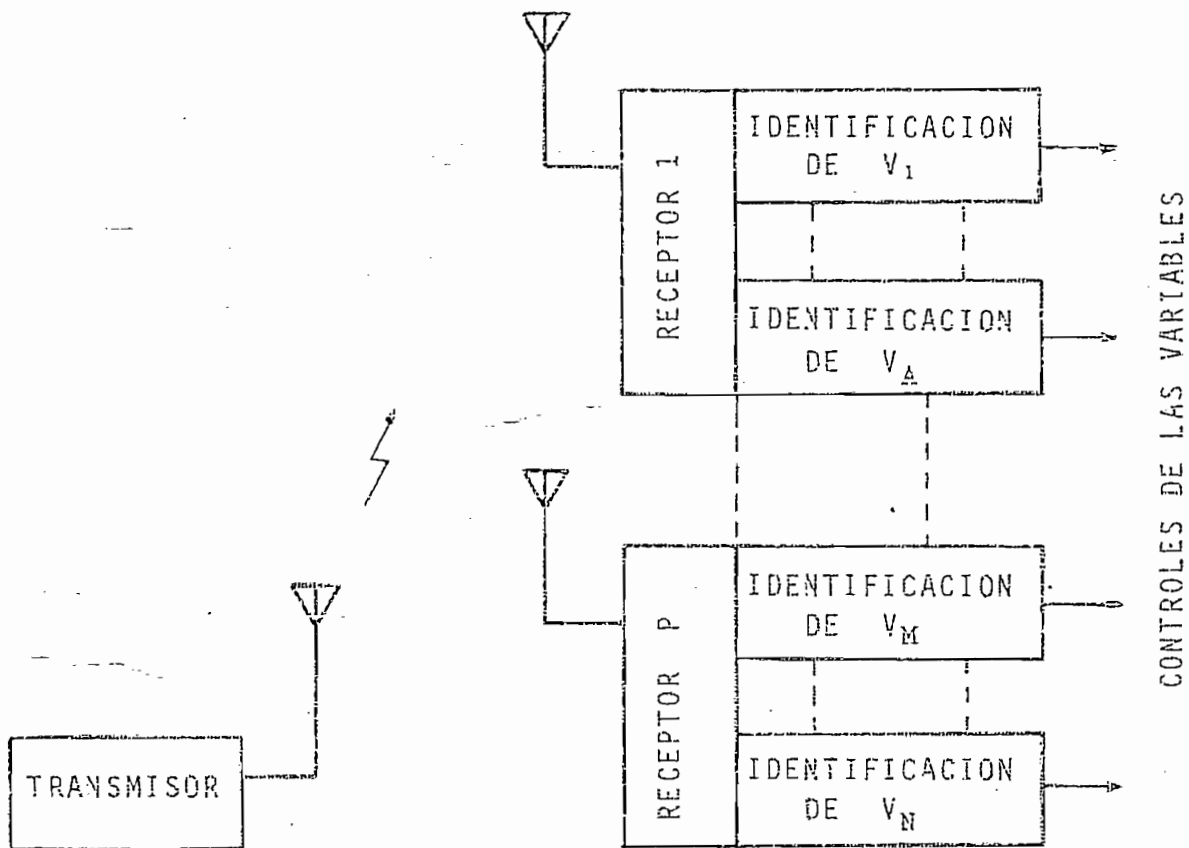 RECEPTOR 1
IDENTIFICACION
DE V1
IDENTIFICACION
DE VA
RECEPTOR P
IDENTIFICACION
DE VM
IDENTIFICACION
DE VN
TRANSMISOR
CONTROLES DE LAS VARIABLES